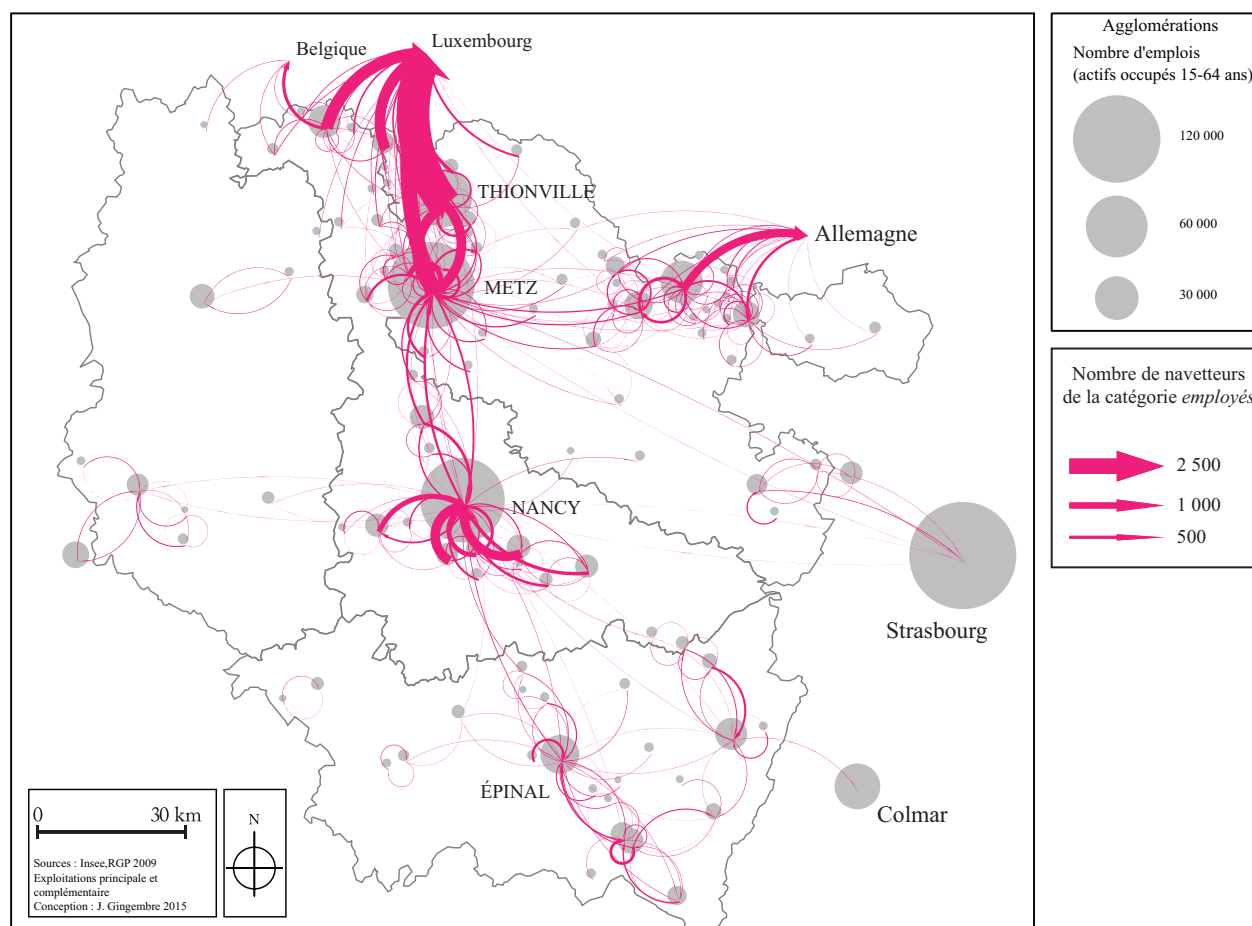 Belgique
Luxembourg
THIONVILLE
Allemagne
METZ
NANCY
Strasbourg
ÉPINAL
Colmar
0 30 km
Sources : Insee,RGP 2009
Exploitations principale et
complémentaire
Conception : J. Gingembre 2015
N
Agglomérations
Nombre d'emplois
(actifs occupés 15-64 ans)
120 000
60 000
30 000
Nombre de navetteurs
de la catégorie employés
2 500
1 000
500